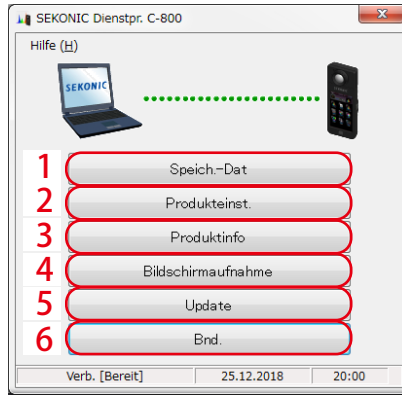 SEKONIC Dienstpr. C-800
Hilfe (H)
SEKONIC
1 Speich.-Dat
2 Produkteinst.
3 Produktinfo
4 Bildschirmaufnahme
5 Update
6 Bnd.
Verb. [Bereit] 25.12.2018 20:00